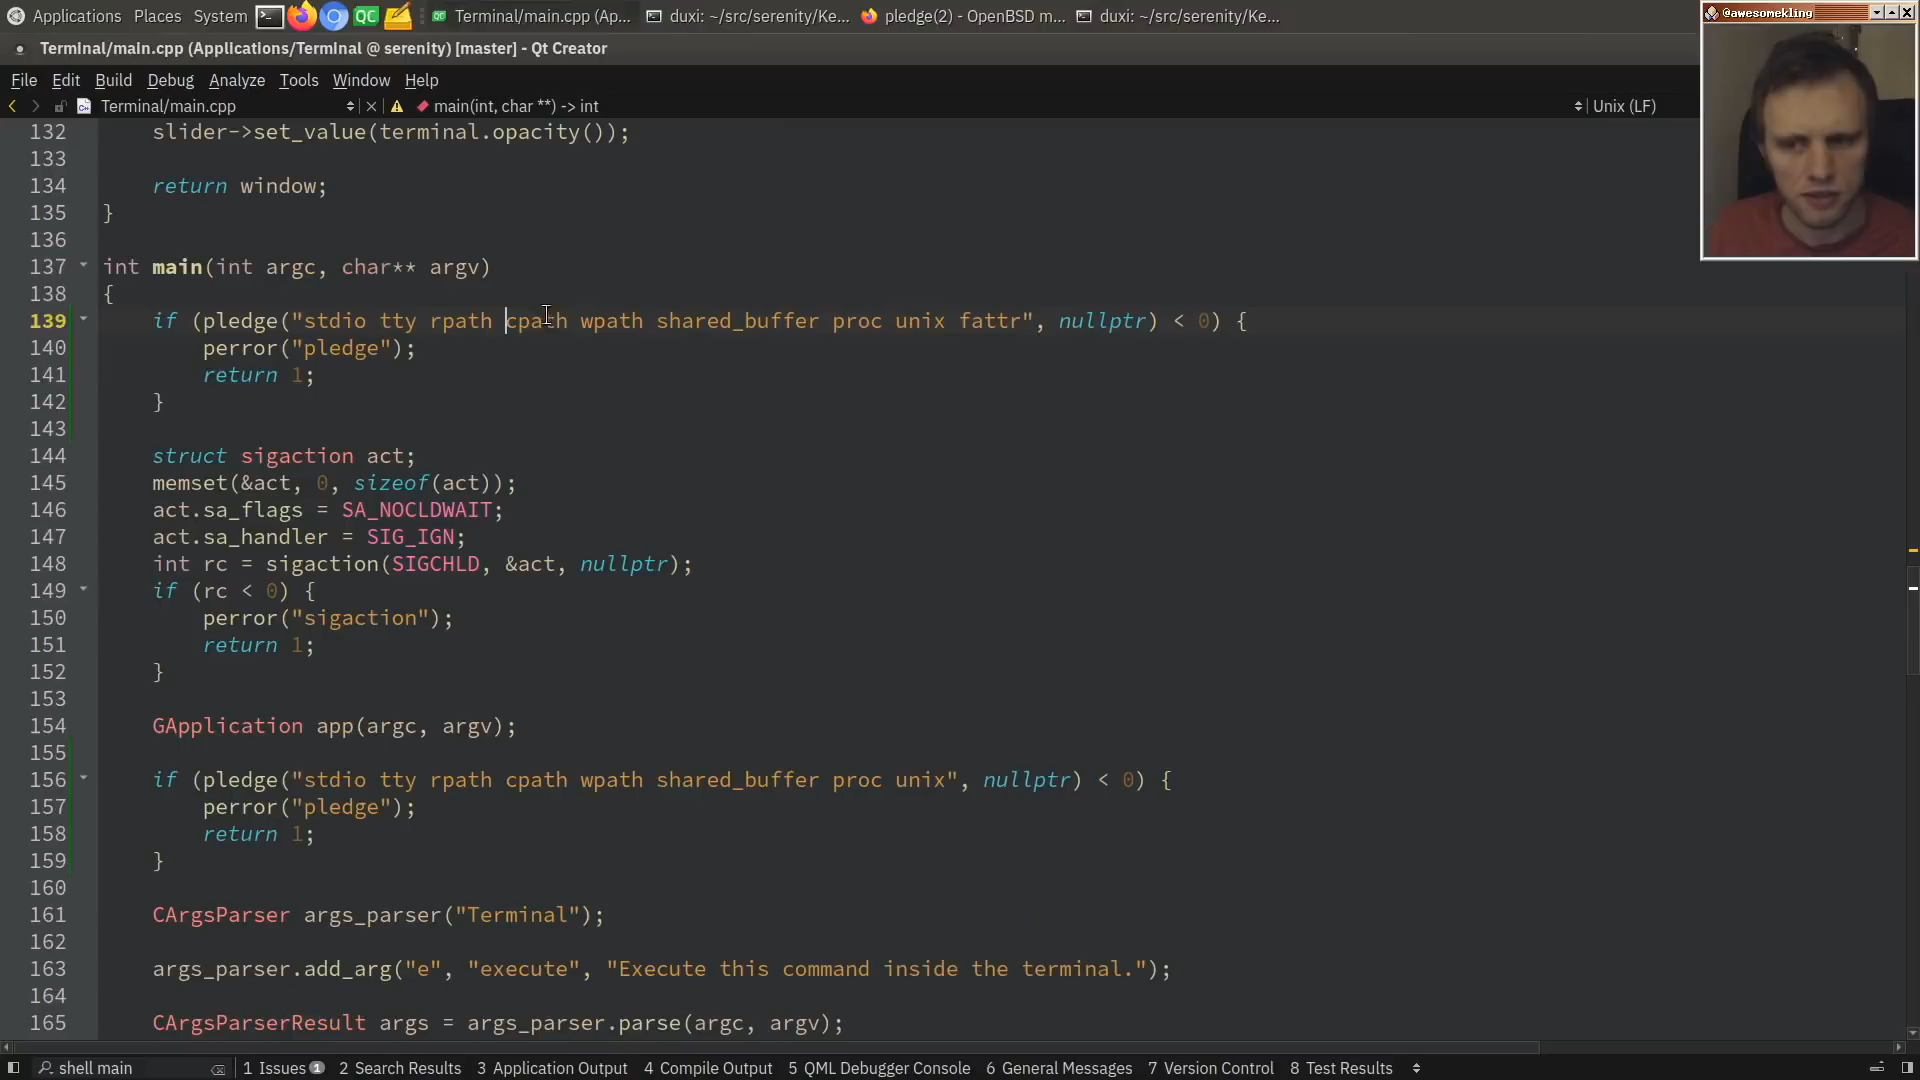 Applications Places System Terminal/main.cpp (Ap... duxi: ~/src/serenity/Ke... pledge(2) - OpenBSD m... duxi: ~/src/serenity/Ke...
@awesomekling
Terminal/main.cpp (Applications/Terminal @ serenity) [master] - Qt Creator
File Edit Build Debug Analyze Tools Window Help
Terminal/main.cpp main(int, char **) -> int Unix (LF)
132 slider->set_value(terminal.opacity());
133
134 return window;
135 }
136
137 int main(int argc, char** argv)
138 {
139 if (pledge("stdio tty rpath cpath wpath shared_buffer proc unix fattr", nullptr) < 0) {
140 perror("pledge");
141 return 1;
142 }
143
144 struct sigaction act;
145 memset(&act, 0, sizeof(act));
146 act.sa_flags = SA_NOCLDWAIT;
147 act.sa_handler = SIG_IGN;
148 int rc = sigaction(SIGCHLD, &act, nullptr);
149 if (rc < 0) {
150 perror("sigaction");
151 return 1;
152 }
153
154 GApplication app(argc, argv);
155
156 if (pledge("stdio tty rpath cpath wpath shared_buffer proc unix", nullptr) < 0) {
157 perror("pledge");
158 return 1;
159 }
160
161 CArgsParser args_parser("Terminal");
162
163 args_parser.add_arg("e", "execute", "Execute this command inside the terminal.");
164
165 CArgsParserResult args = args_parser.parse(argc, argv);
shell main 1 Issues 1 2 Search Results 3 Application Output 4 Compile Output 5 QML Debugger Console 6 General Messages 7 Version Control 8 Test Results